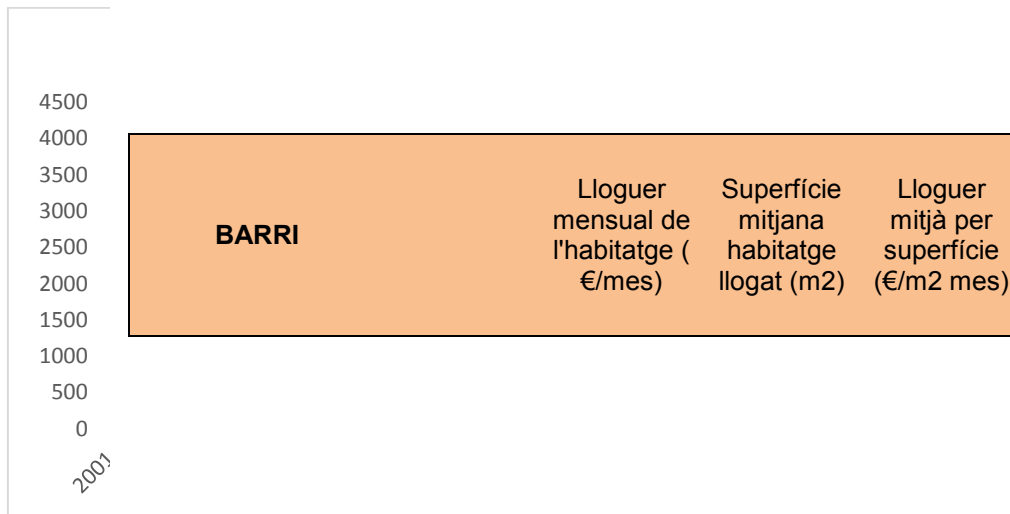 4500
4000
3500
3000
2500
2000
1500
1000
500
0
2001
BARRI
Lloguer
mensual de
l'habitatge (
€/mes)
Superfície
mitjana
habitatge
llogat (m2)
Lloguer
mitjà per
superfície
(€/m2 mes)